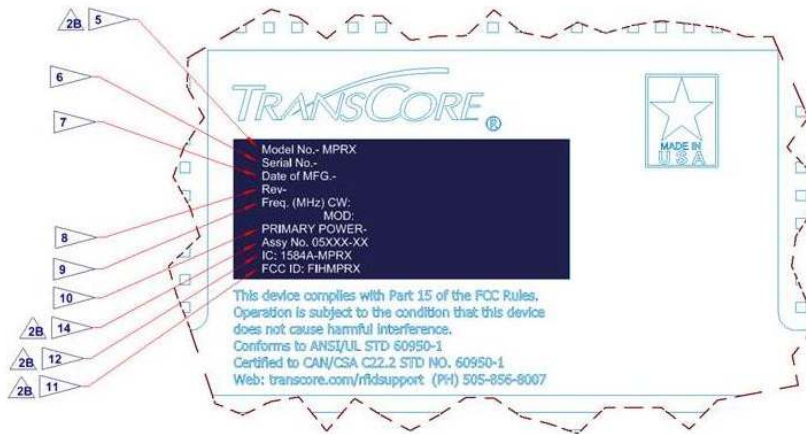 2B 5
6
7
8
9
10
2B 14
2B 12
2B 11
TRANSCORE ®
MADE IN
USA
Model No.- MPRX
Serial No.-
Date of MFG.-
Rev-
Freq. (MHz) CW:
MOD:
PRIMARY POWER-
Assy No. 05XXX-XX
IC: 1584A-MPRX
FCC ID: FIHMPRX
This device complies with Part 15 of the FCC Rules.
Operation is subject to the condition that this device
does not cause harmful interference.
Conforms to ANSI/UL STD 60950-1
Certified to CAN/CSA C22.2 STD NO. 60950-1
Web: transcore.com/rfidsupport (PH) 505-856-8007